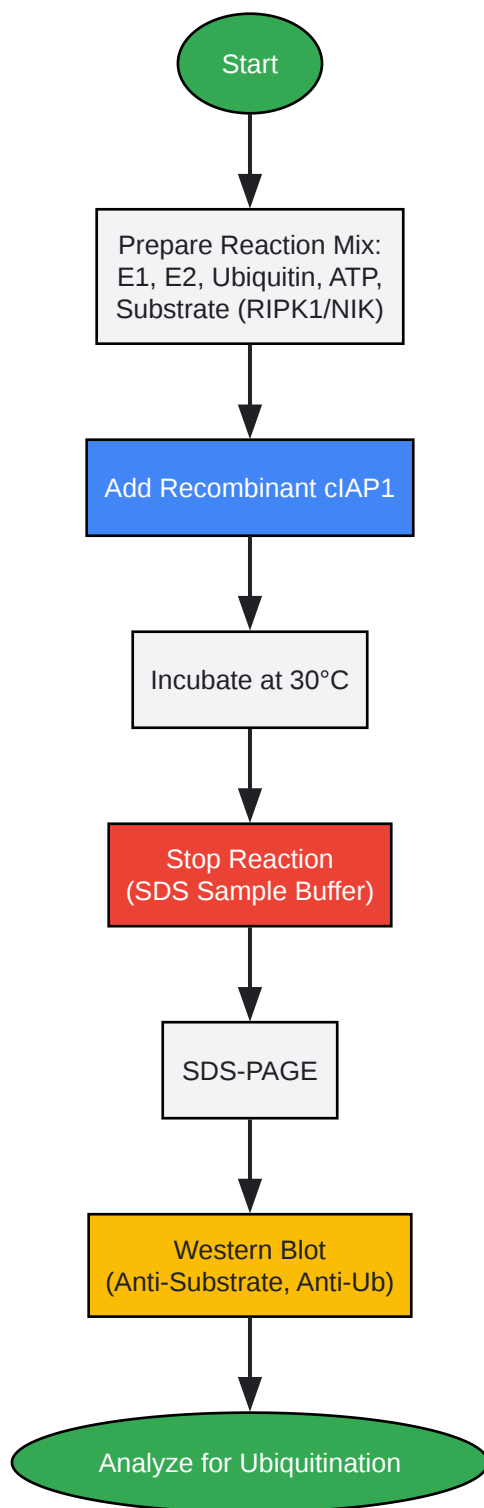 Start
Prepare Reaction Mix:
E1, E2, Ubiquitin, ATP,
Substrate (RIPK1/NIK)
Add Recombinant cIAP1
Incubate at 30°C
Stop Reaction
(SDS Sample Buffer)
SDS-PAGE
Western Blot
(Anti-Substrate, Anti-Ub)
Analyze for Ubiquitination